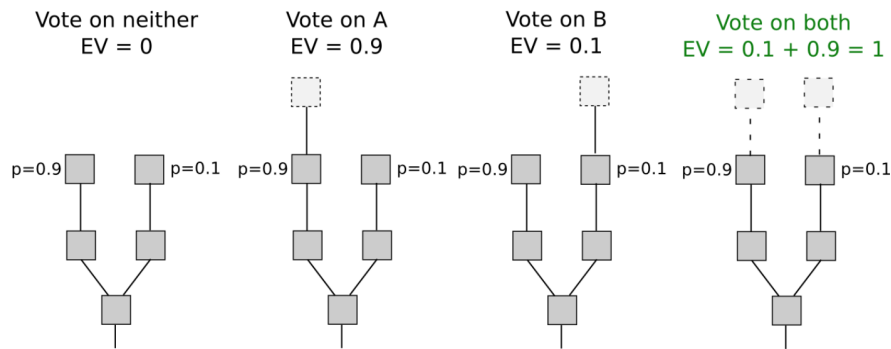 Vote on neither
EV = 0
Vote on A
EV = 0.9
Vote on B
EV = 0.1
Vote on both
EV = 0.1 + 0.9 = 1
p=0.9
p=0.1
p=0.9
p=0.1
p=0.9
p=0.1
p=0.9
p=0.1